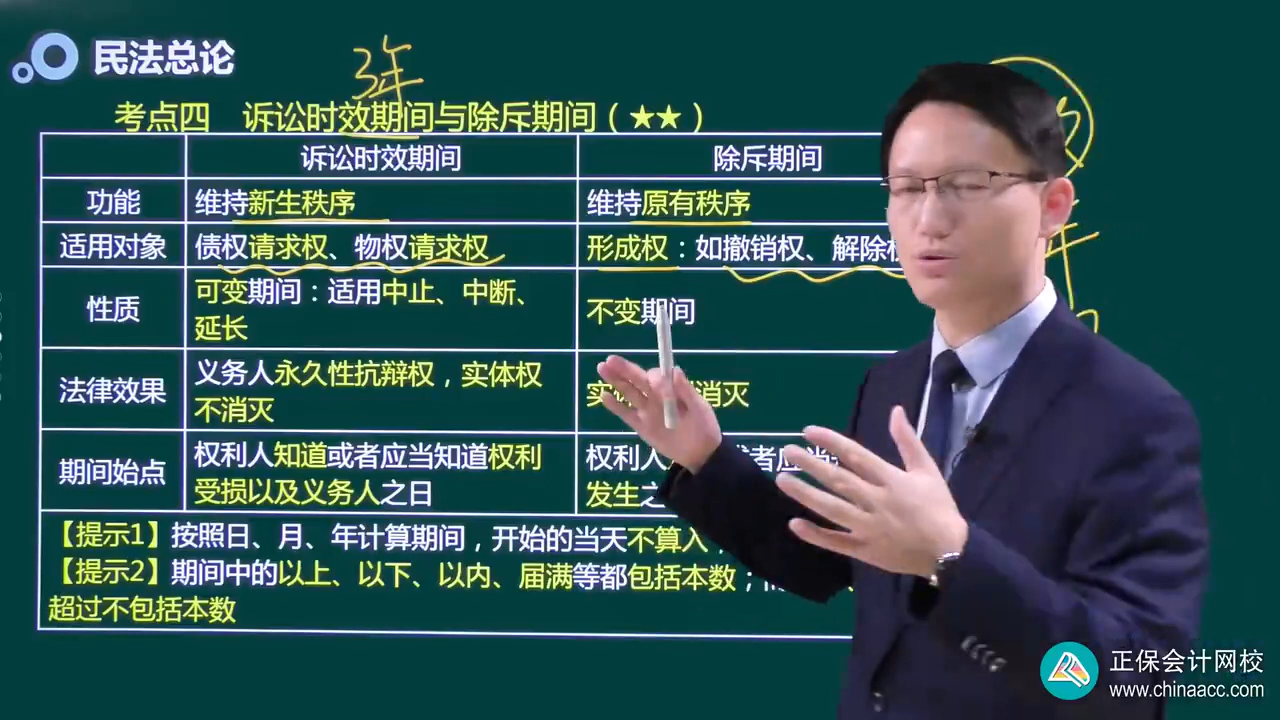 民法总论
3年
考点四 诉讼时效期间与除斥期间（★★）
诉讼时效期间 除斥期间
功能 维持新生秩序 维持原有秩序
适用对象 债权请求权、物权请求权 形成权：如撤销权、解除
性质 可变期间：适用中止、中断、
延长
不变期间
法律效果 义务人永久性抗辩权，实体权
不消灭
实 消灭
期间始点 权利人知道或者应当知道权利
受损以及义务人之日
权利人 或者应当
发生之
【提示1】按照日、月、年计算期间，开始的当天不算入
【提示2】期间中的以上、以下、以内、届满等都包括本数；
超过不包括本数
年
正保会计网校
www.chinaacc.com